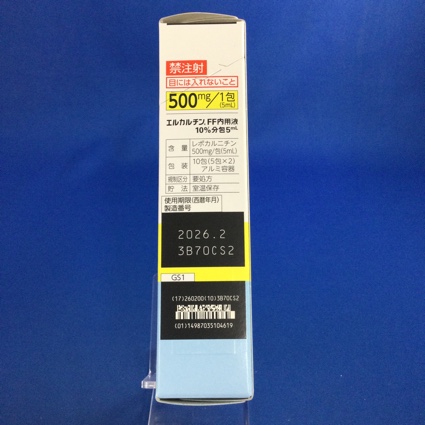 禁注射
目には入れないこと
500mg/1包
(5mL)
エルカルチン®FF内用液
10%分包5mL
含量 レボカルニチン
500mg/包(5mL)
包装 10包(5包×2)
アルミ容器
規制区分 要処方
貯法 室温保存
使用期限(西暦年月)
製造番号
2026.2
3B70CS2
GS1
(17)260200(10)3B70CS2
(01)14987035104619